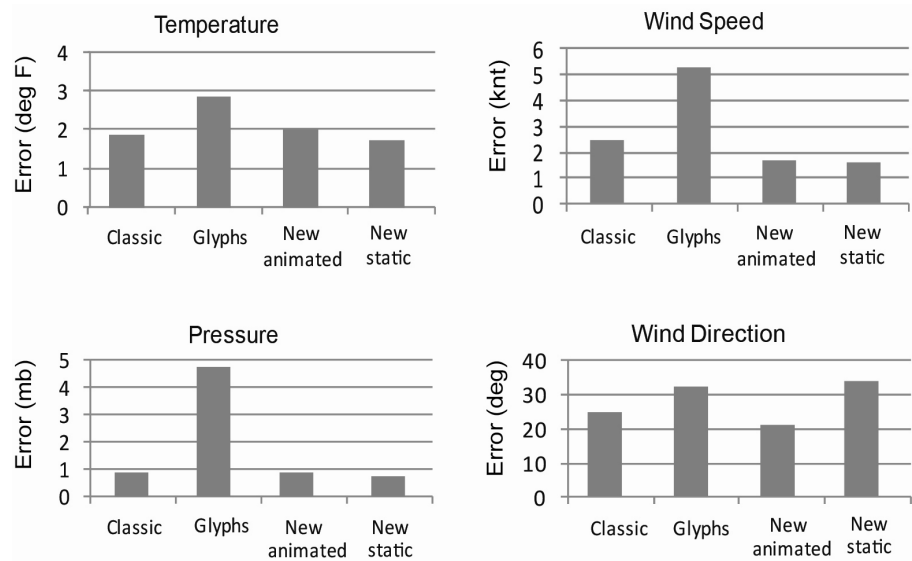 Temperature
Error (deg F)
4
3
2
1
0
Classic
Glyphs
New
animated
New
static
Wind Speed
Error (knt)
6
5
4
3
2
1
0
Classic
Glyphs
New
animated
New
static
Pressure
Error (mb)
5
4
3
2
1
0
Classic
Glyphs
New
animated
New
static
Wind Direction
Error (deg)
40
30
20
10
0
Classic
Glyphs
New
animated
New
static